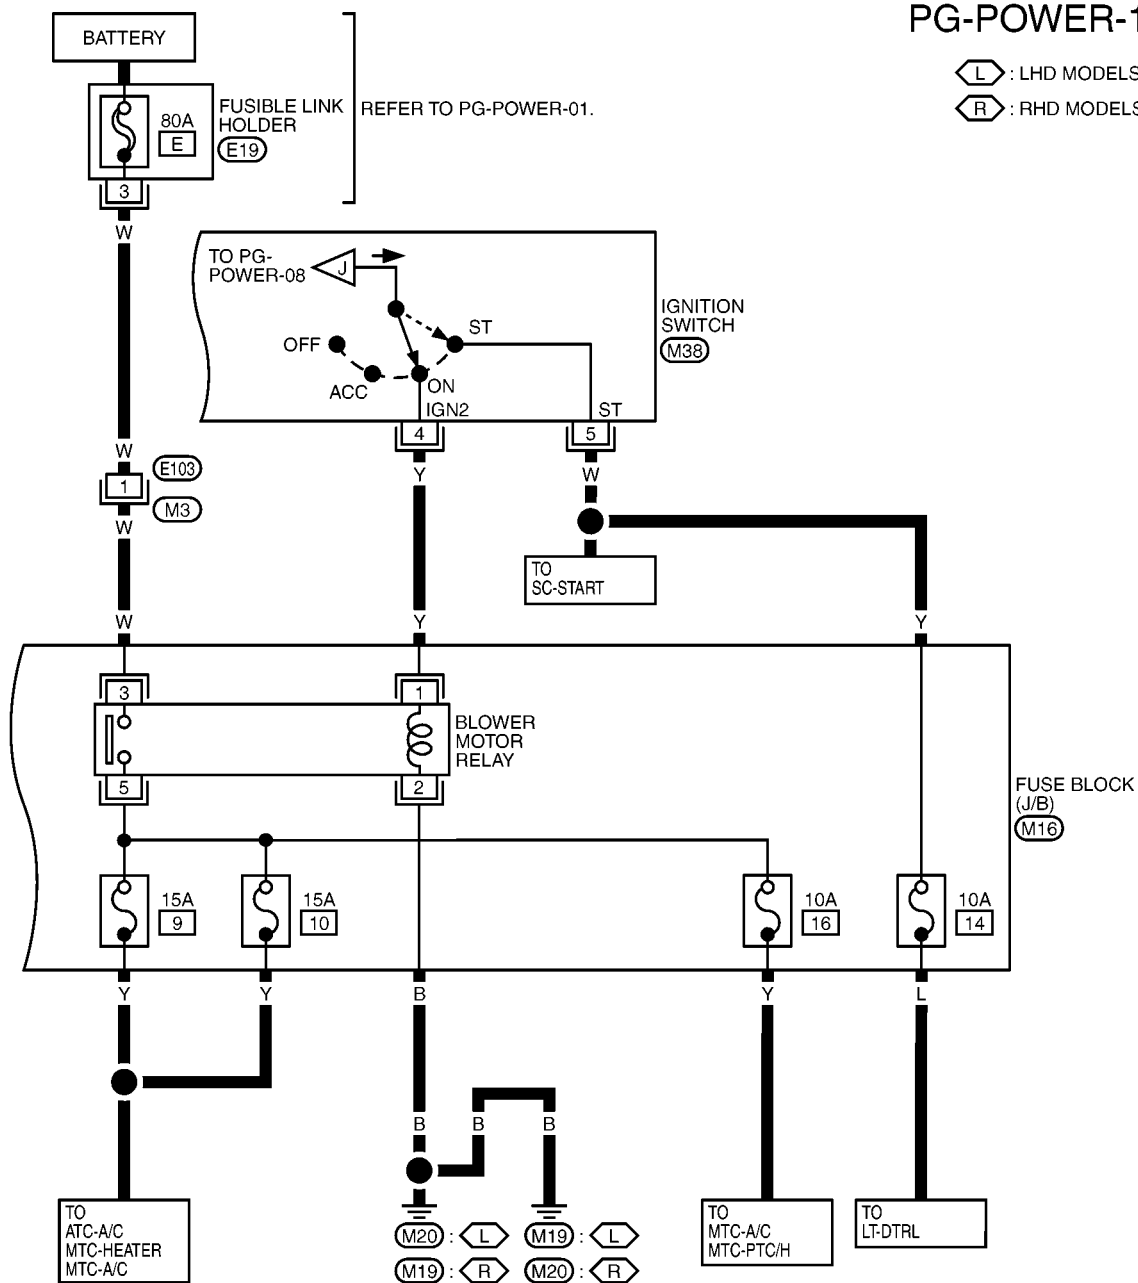 PG-POWER-1
BATTERY
L : LHD MODELS
R : RHD MODELS
80A
E
FUSIBLE LINK
HOLDER
E19
REFER TO PG-POWER-01.
3
W
TO PG-
POWER-08
J
IGNITION
SWITCH
M38
OFF
ACC
ON
ST
IGN2
ST
4
5
Y
W
W
E103
1
M3
W
TO
SC-START
W
Y
Y
3
1
BLOWER
MOTOR
RELAY
5
2
FUSE BLOCK
(J/B)
M16
15A
9
15A
10
10A
16
10A
14
Y
Y
B
Y
L
B
B
B
TO
ATC-A/C
MTC-HEATER
MTC-A/C
M20 : L
M19 : L
M19 : R
M20 : R
TO
MTC-A/C
MTC-PTC/H
TO
LT-DTRL